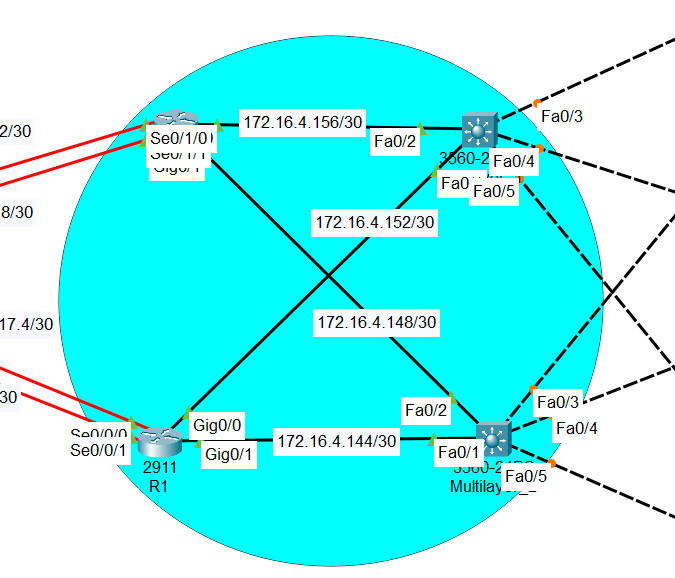 2/30
Se0/1/0
Se0/1/1
Gig0/1
172.16.4.156/30
Fa0/2
Fa0/3
Fa0/4
Fa0/5
8/30
172.16.4.152/30
17.4/30
172.16.4.148/30
30
Se0/0/0
Se0/0/1
2911
R1
Gig0/0
Gig0/1
172.16.4.144/30
Fa0/2
Fa0/1
Fa0/3
Fa0/4
Fa0/5